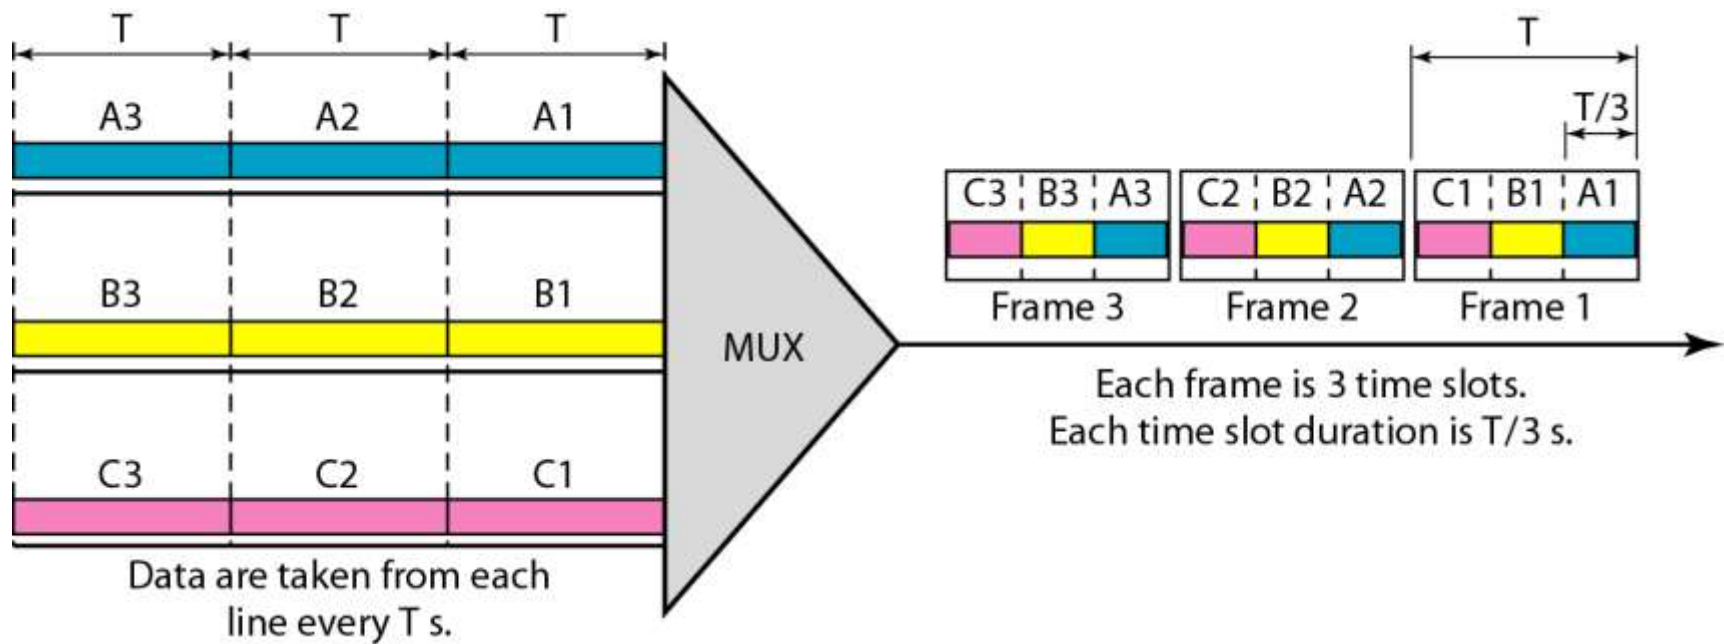 T T T
T
T/3
A3 A2 A1
C3 B3 A3 C2 B2 A2 C1 B1 A1
B3 B2 B1
Frame 3 Frame 2 Frame 1
MUX
Each frame is 3 time slots.
Each time slot duration is T/3 s.
C3 C2 C1
Data are taken from each
line every T s.